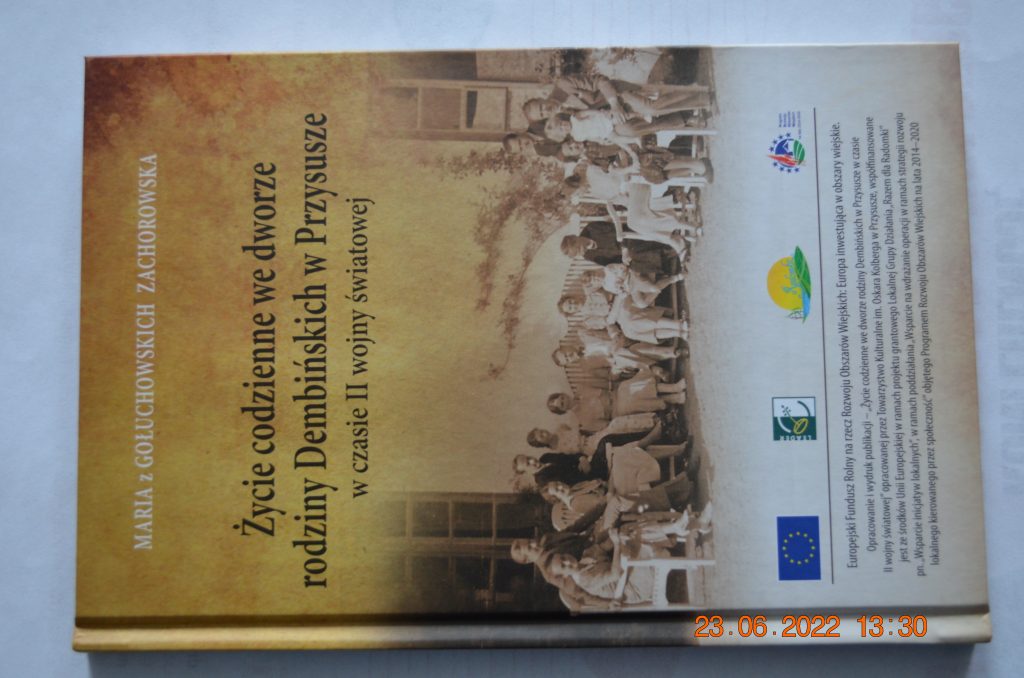 MARIA z GOŁUCHOWSKICH ZACHOROWSKA
Życie codzienne we dworze
rodziny Dembińskich w Przysusze
w czasie II wojny światowej
LEADER
Europejski Fundusz Rolny na rzecz Rozwoju Obszarów Wiejskich: Europa inwestująca w obszary wiejskie.
Opracowanie i wydruk publikacji – „Życie codzienne we dworze rodziny Dembińskich w Przysusze w czasie
II wojny światowej” opracowanej przez Towarzystwo Kulturalne im. Oskara Kolberga w Przysusze, współfinansowane
jest ze środków Unii Europejskiej w ramach projektu grantowego Lokalnej Grupy Działania „Razem dla Radomki”
pn. „Wsparcie inicjatyw lokalnych”, w ramach poddziałania „Wsparcie na wdrażanie operacji w ramach strategii rozwoju
lokalnego kierowanego przez społeczność” objętego Programem Rozwoju Obszarów Wiejskich na lata 2014–2020
23.06.2022 13:30